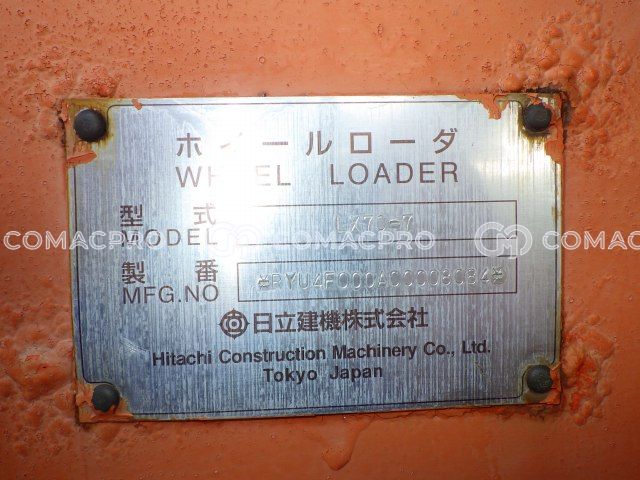 ホイールローダ
WHEEL LOADER
型式 LX70-7
MODEL
製番
MFG.NO
日立建機株式会社
Hitachi Construction Machinery Co., Ltd.
Tokyo Japan
COMACPRO COMACPRO COMACPRO